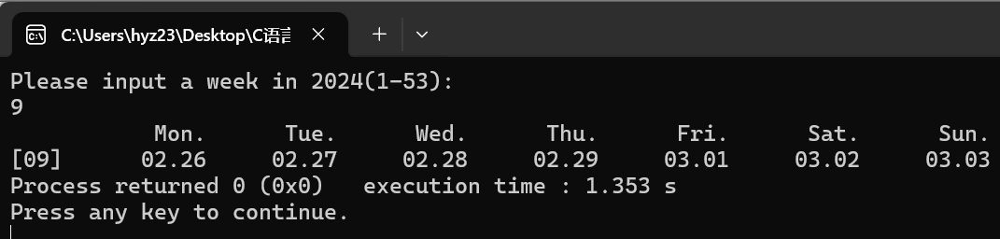 C:\Users\hyz23\Desktop\C语言
Please input a week in 2024(1-53):
9
Mon. Tue. Wed. Thu. Fri. Sat. Sun.
[09] 02.26 02.27 02.28 02.29 03.01 03.02 03.03
Process returned 0 (0x0) execution time : 1.353 s
Press any key to continue.